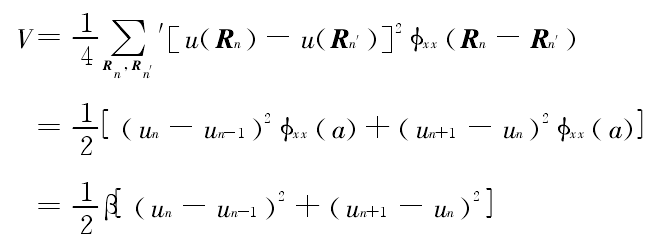 V = 1/4 ∑′_{R_n, R_n′} [u(R_n) − u(R_n′)]² ϕ_xx (R_n − R_n′)
= 1/2 [(u_n − u_{n−1})² ϕ_xx (a) + (u_{n+1} − u_n)² ϕ_xx (a)]
= 1/2 β[(u_n − u_{n−1})² + (u_{n+1} − u_n)²]